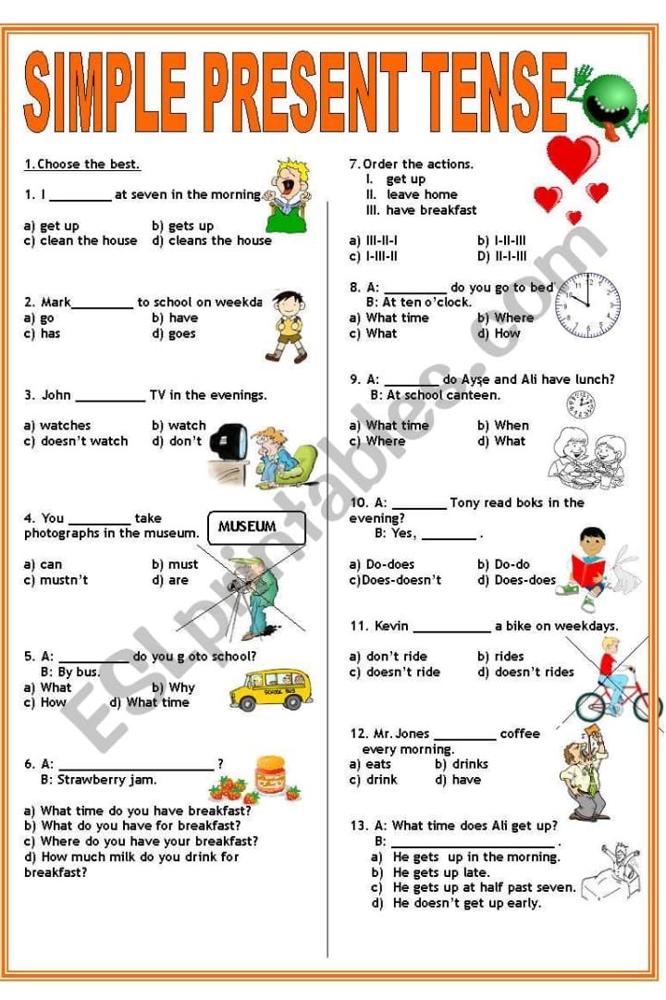 SIMPLE PRESENT TENSE
1.Choose the best.
1. I ________ at seven in the morning.
a) get up b) gets up
c) clean the house d) cleans the house
2. Mark________ to school on weekda
a) go b) have
c) has d) goes
3. John _________ TV in the evenings.
a) watches b) watch
c) doesn't watch d) don't
4. You ________ take
photographs in the museum.
MUSEUM
a) can b) must
c) mustn't d) are
5. A: _________ do you g oto school?
B: By bus.
a) What b) Why
c) How d) What time
6. A: ____________________ ?
B: Strawberry jam.
a) What time do you have breakfast?
b) What do you have for breakfast?
c) Where do you have your breakfast?
d) How much milk do you drink for
breakfast?
7.Order the actions.
I. get up
II. leave home
III. have breakfast
a) III-II-I b) I-II-III
c) I-III-II D) II-I-III
8. A: ________ do you go to bed
B: At ten o'clock.
a) What time b) Where
c) What d) How
9. A: _______ do Ayşe and Ali have lunch?
B: At school canteen.
a) What time b) When
c) Where d) What
10. A: _______ Tony read boks in the
evening?
B: Yes, _______ .
a) Do-does b) Do-do
c)Does-doesn't d) Does-does
11. Kevin __________ a bike on weekdays.
a) don't ride b) rides
c) doesn't ride d) doesn't rides
SCHOOL BUS
12. Mr.Jones ________ coffee
every morning.
a) eats b) drinks
c) drink d) have
13. A: What time does Ali get up?
B: _____________________ .
a) He gets up in the morning.
b) He gets up late.
c) He gets up at half past seven.
d) He doesn't get up early.
ESLprintables.com